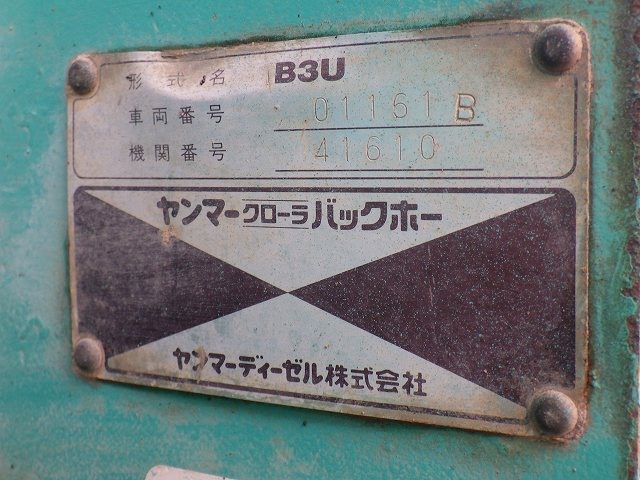 形式名 B3U
車両番号 01161B
機関番号 41610
ヤンマークローラバックホー
ヤンマーディーゼル株式会社